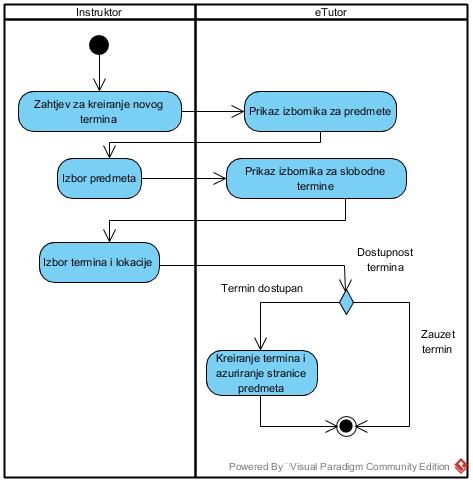 Instruktor
eTutor
Zahtjev za kreiranje novog
termina
Prikaz izbornika za predmete
Izbor predmeta
Prikaz izbornika za slobodne
termine
Izbor termina i lokacije
Dostupnost
termina
Termin dostupan
Zauzet
termin
Kreiranje termina i
azuriranje stranice
predmeta
Powered By Visual Paradigm Community Edition